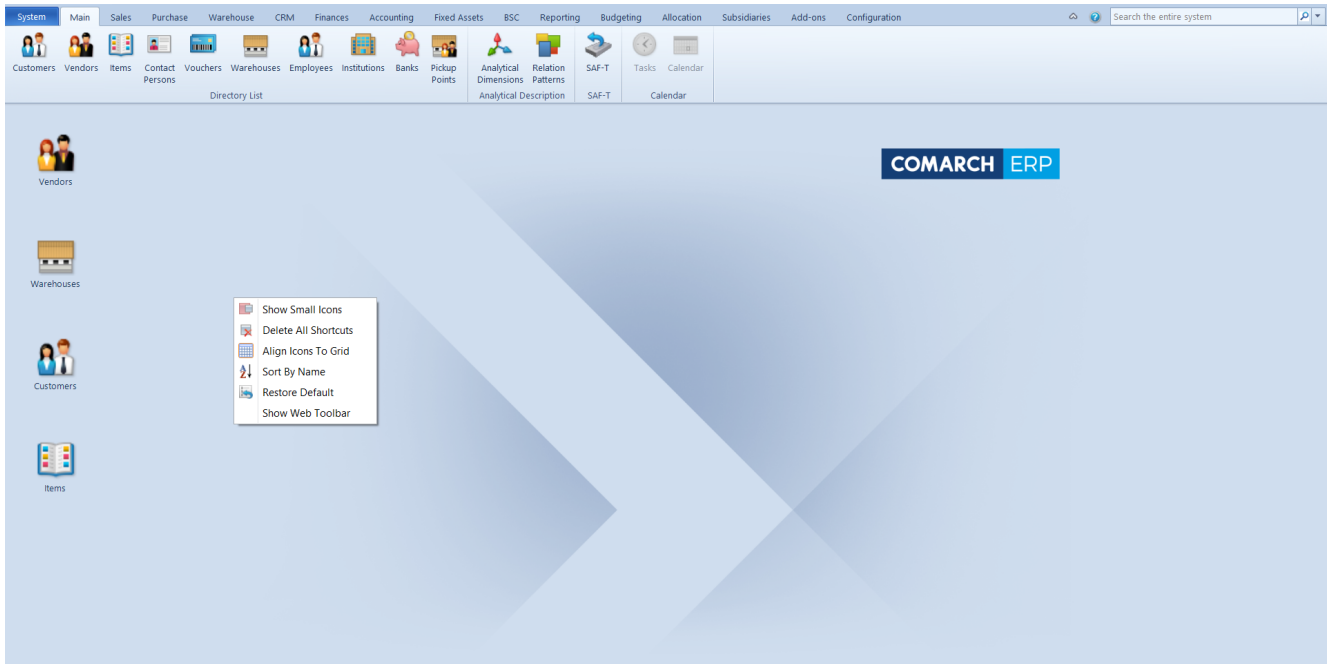 System Main Sales Purchase Warehouse CRM Finances Accounting Fixed Assets BSC Reporting Budgeting Allocation Subsidiaries Add-ons Configuration Search the entire system
Customers Vendors Items Contact Vouchers Warehouses Employees Institutions Banks Pickup Analytical Relation SAF-T Tasks Calendar
Persons Points Dimensions Patterns
Directory List Analytical Description SAF-T Calendar
COMARCH ERP
Vendors
Warehouses
Show Small Icons
Delete All Shortcuts
Align Icons To Grid
Sort By Name
Restore Default
Show Web Toolbar
Customers
Items